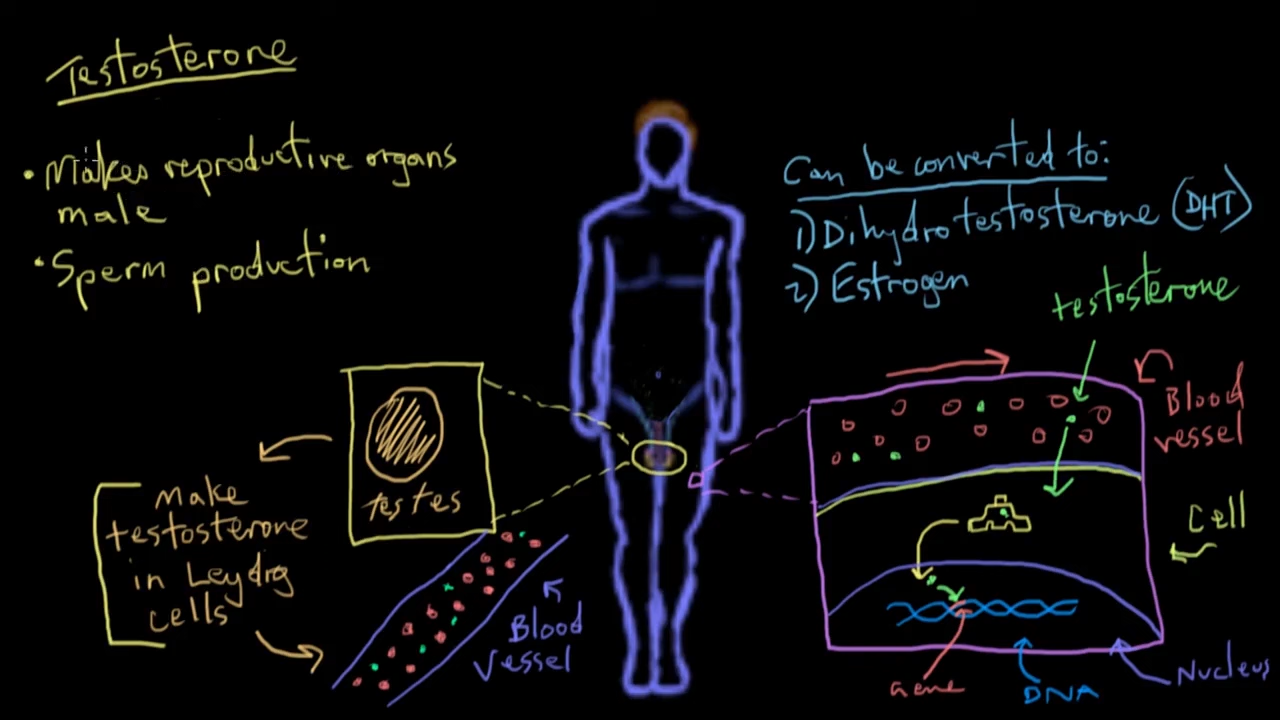 Testosterone
• Makes reproductive organs
male
• Sperm production
Can be converted to:
1) Dihydrotestosterone (DHT)
2) Estrogen
testosterone
Blood
vessel
testes
make
testosterone
in Leydig
cells
Blood
vessel
Cell
gene
DNA
Nucleus